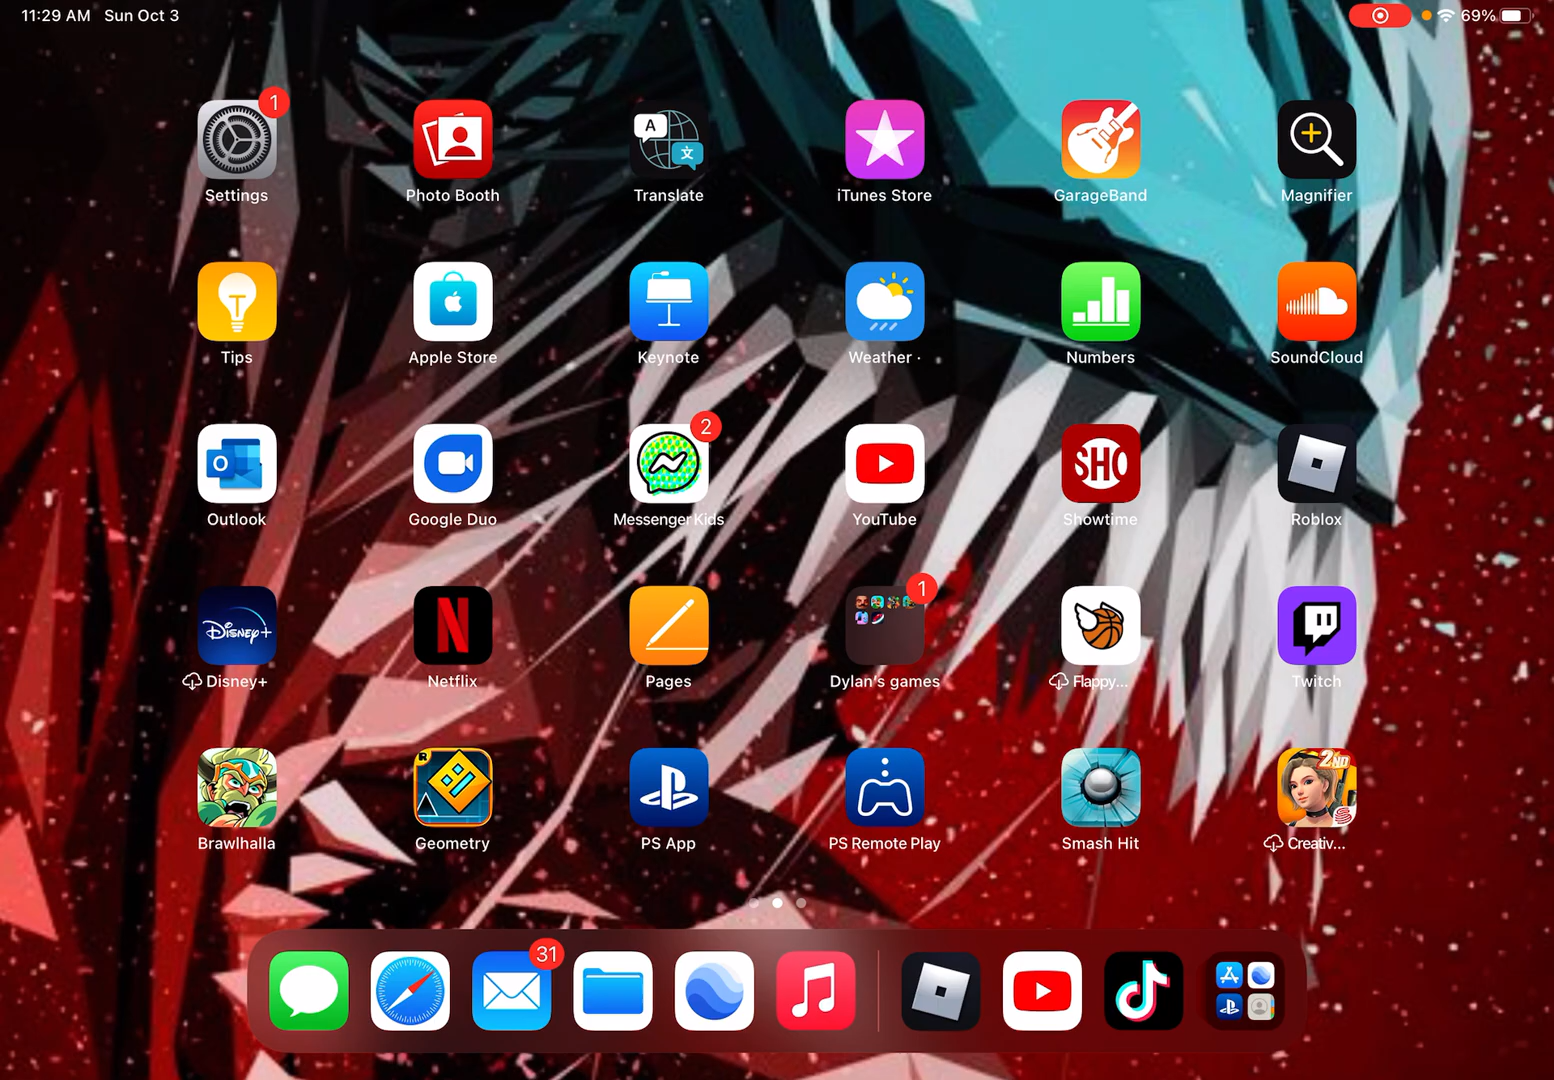 11:29 AM Sun Oct 3 69%
1
A 文
Settings Photo Booth Translate iTunes Store GarageBand Magnifier
Tips Apple Store Keynote Weather Numbers SoundCloud
2
O SHO
Outlook Google Duo Messenger Kids YouTube Showtime Roblox
1
Disney+ N
Disney+ Netflix Pages Dylan's games Flappy... Twitch
R 2ND
Brawlhalla Geometry PS App PS Remote Play Smash Hit Creativ...
31